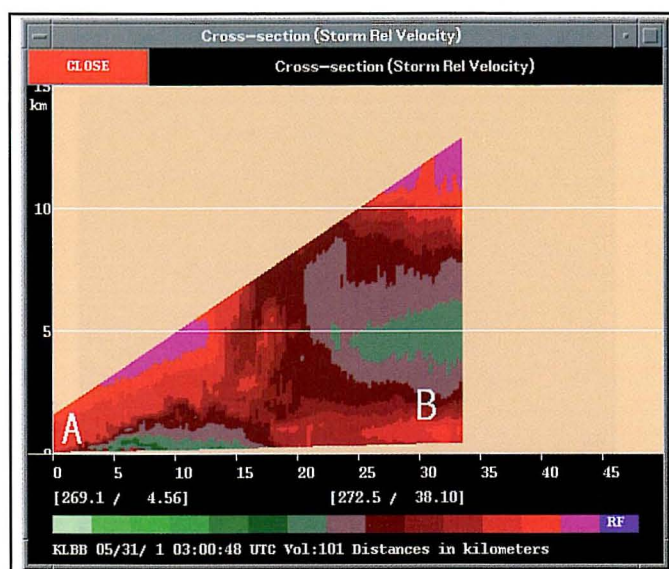 Cross-section (Storm Rel Velocity)
CLOSE Cross-section (Storm Rel Velocity)
15
km
10
5
0
A
B
0 5 10 15 20 25 30 35 40 45
[269.1 / 4.56] [272.5 / 38.10]
RF
KLBB 05/31/ 1 03:00:48 UTC Vol:101 Distances in kilometers